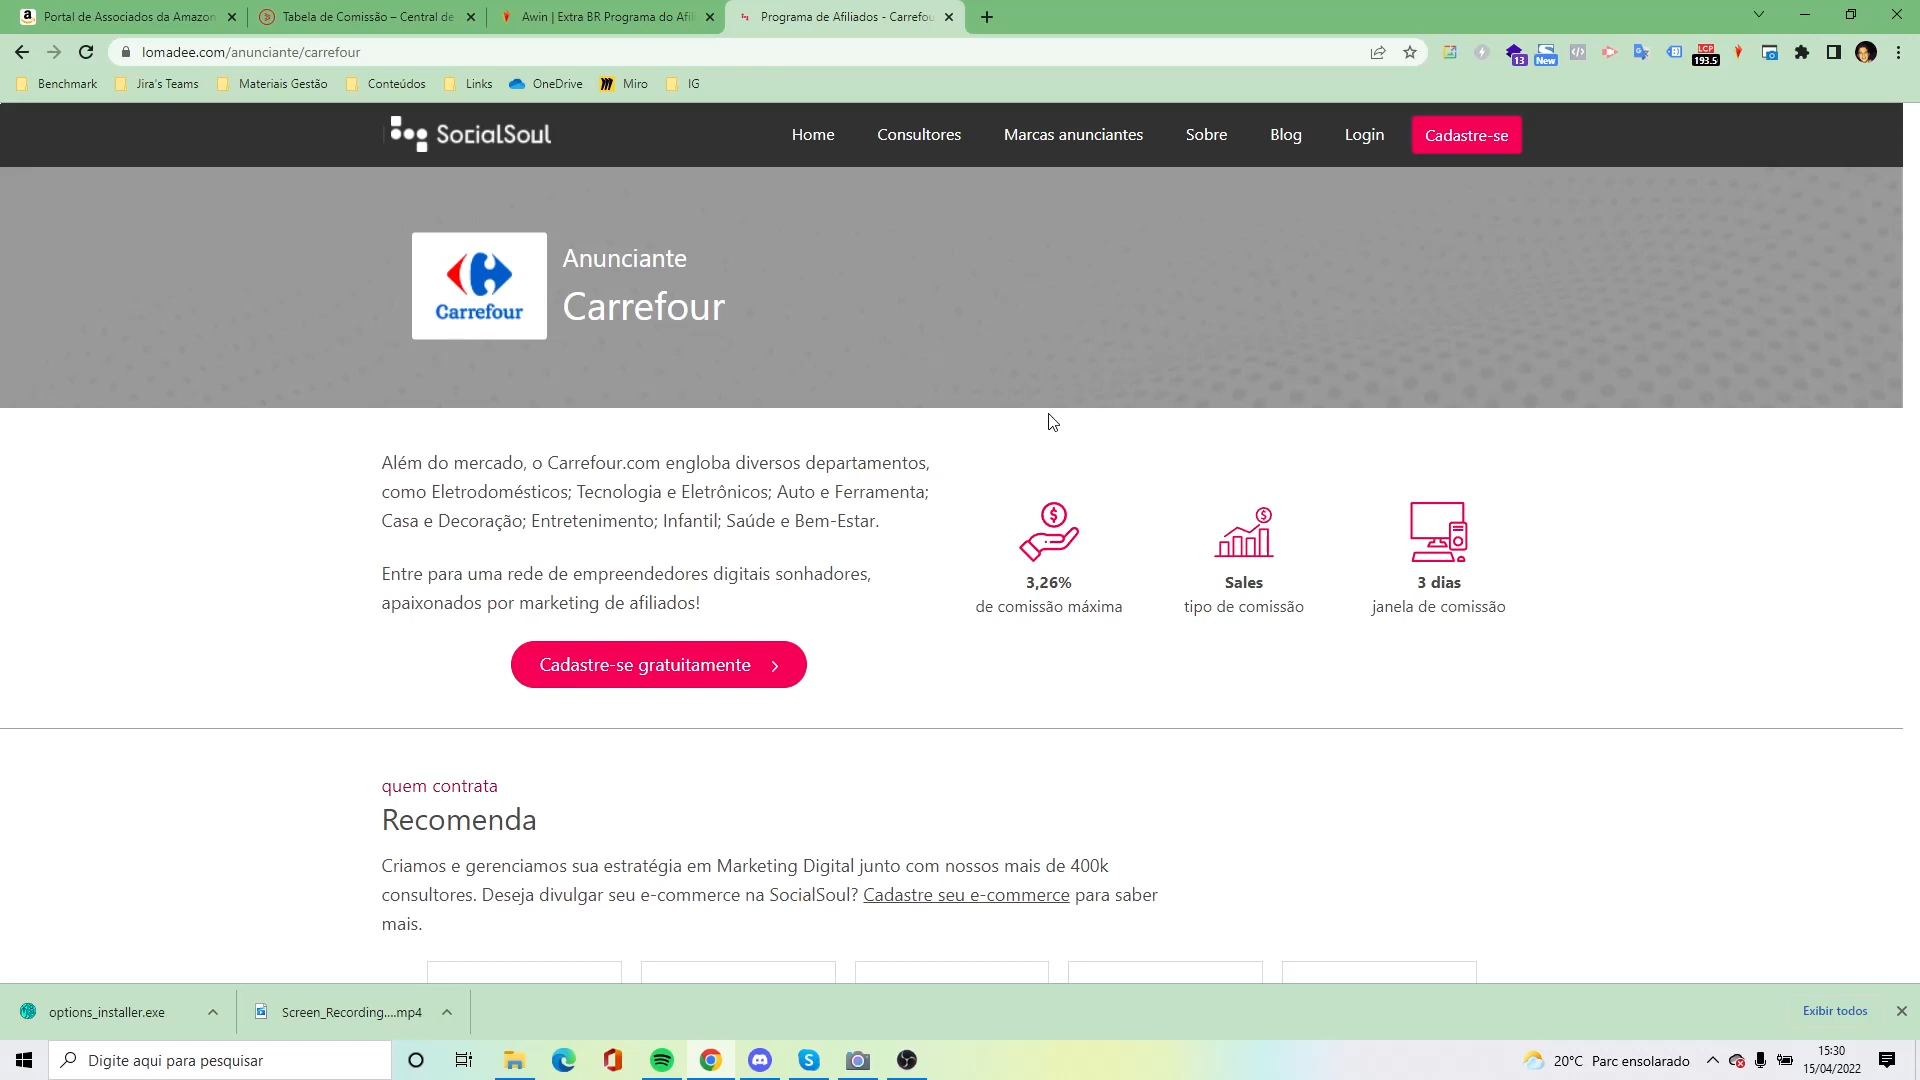 Portal de Associados da Amazon
Tabela de Comissão – Central de
Awin | Extra BR Programa do Afil
Programa de Afiliados - Carrefou
lomadee.com/anunciante/carrefour
13
New
LCP
193.5
Benchmark
Jira's Teams
Materiais Gestão
Conteúdos
Links
OneDrive
Miro
IG
SocialSoul
Home
Consultores
Marcas anunciantes
Sobre
Blog
Login
Cadastre-se
Carrefour
Anunciante
Carrefour
Além do mercado, o Carrefour.com engloba diversos departamentos,
como Eletrodomésticos; Tecnologia e Eletrônicos; Auto e Ferramenta;
Casa e Decoração; Entretenimento; Infantil; Saúde e Bem-Estar.
Entre para uma rede de empreendedores digitais sonhadores,
apaixonados por marketing de afiliados!
Cadastre-se gratuitamente
3,26%
de comissão máxima
Sales
tipo de comissão
3 dias
janela de comissão
quem contrata
Recomenda
Criamos e gerenciamos sua estratégia em Marketing Digital junto com nossos mais de 400k
consultores. Deseja divulgar seu e-commerce na SocialSoul? Cadastre seu e-commerce para saber
mais.
options_installer.exe
Screen_Recording....mp4
Exibir todos
Digite aqui para pesquisar
20°C Parc ensolarado
15:30
15/04/2022